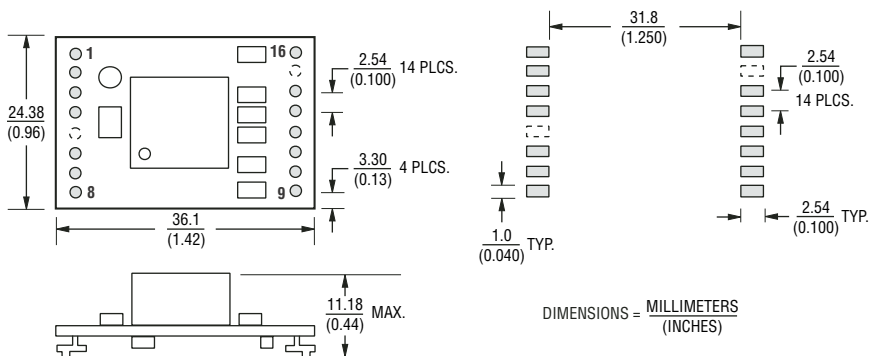 1
16
2.54
(0.100)
14 PLCS.
24.38
(0.96)
3.30
(0.13)
4 PLCS.
8
9
36.1
(1.42)
11.18
(0.44)
MAX.
31.8
(1.250)
2.54
(0.100)
14 PLCS.
1.0
(0.040)
TYP.
2.54
(0.100)
TYP.
DIMENSIONS = MILLIMETERS
(INCHES)